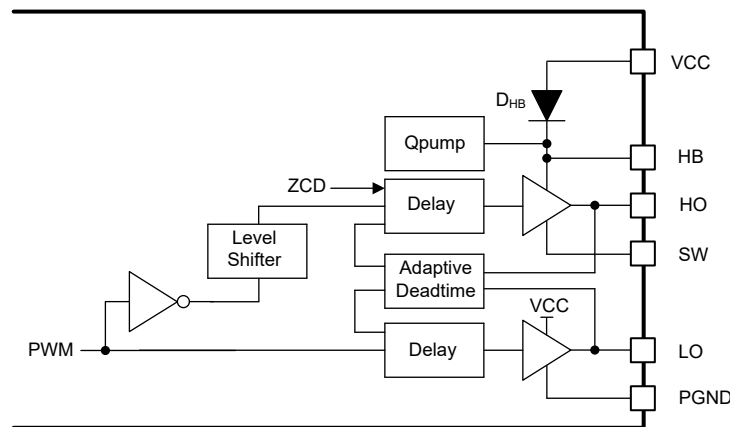 VCC
DHB
Qpump
HB
ZCD
Delay
HO
Level
Shifter
SW
Adaptive
Deadtime
VCC
PWM
Delay
LO
PGND